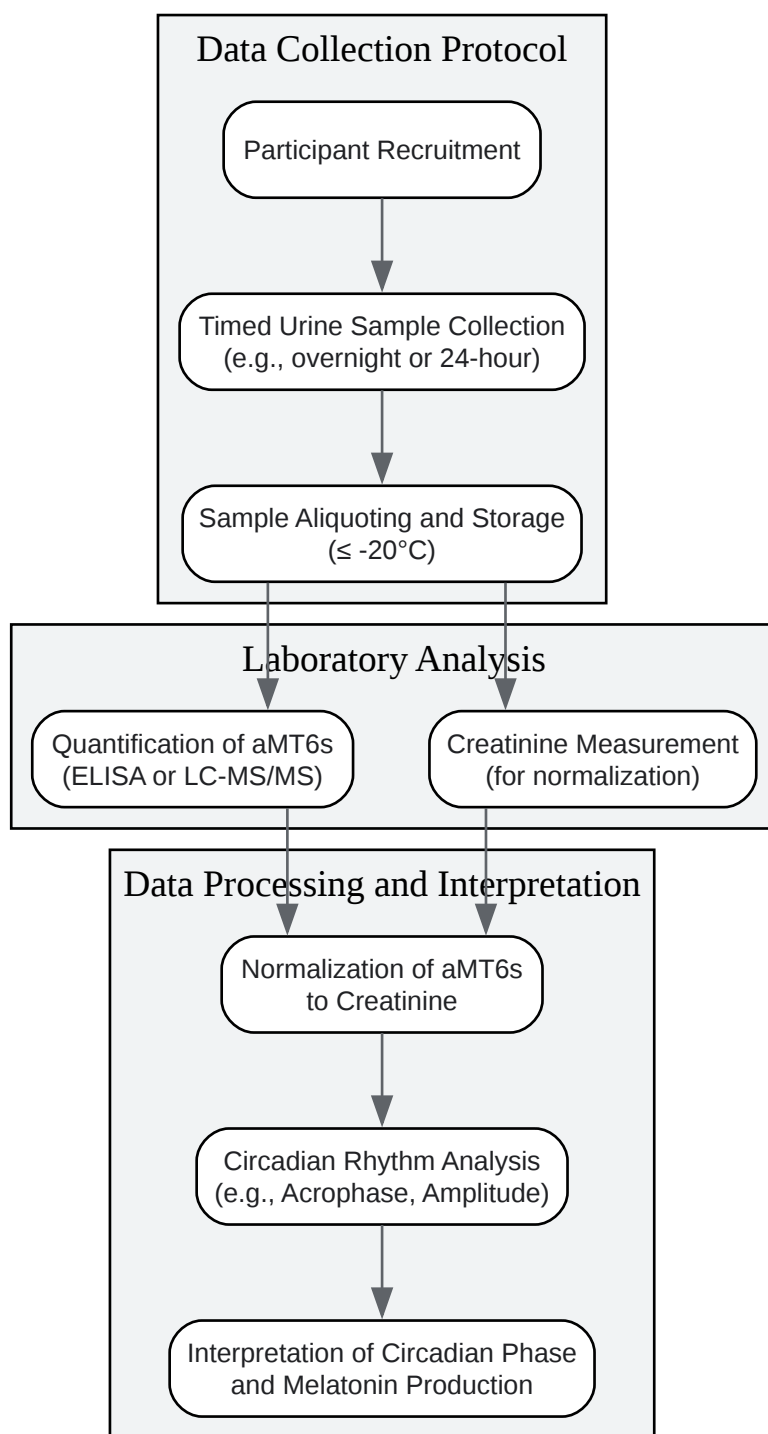 Data Collection Protocol
Participant Recruitment
Timed Urine Sample Collection
(e.g., overnight or 24-hour)
Sample Aliquoting and Storage
(≤ -20°C)
Laboratory Analysis
Quantification of aMT6s
(ELISA or LC-MS/MS)
Creatinine Measurement
(for normalization)
Data Processing and Interpretation
Normalization of aMT6s
to Creatinine
Circadian Rhythm Analysis
(e.g., Acrophase, Amplitude)
Interpretation of Circadian Phase
and Melatonin Production